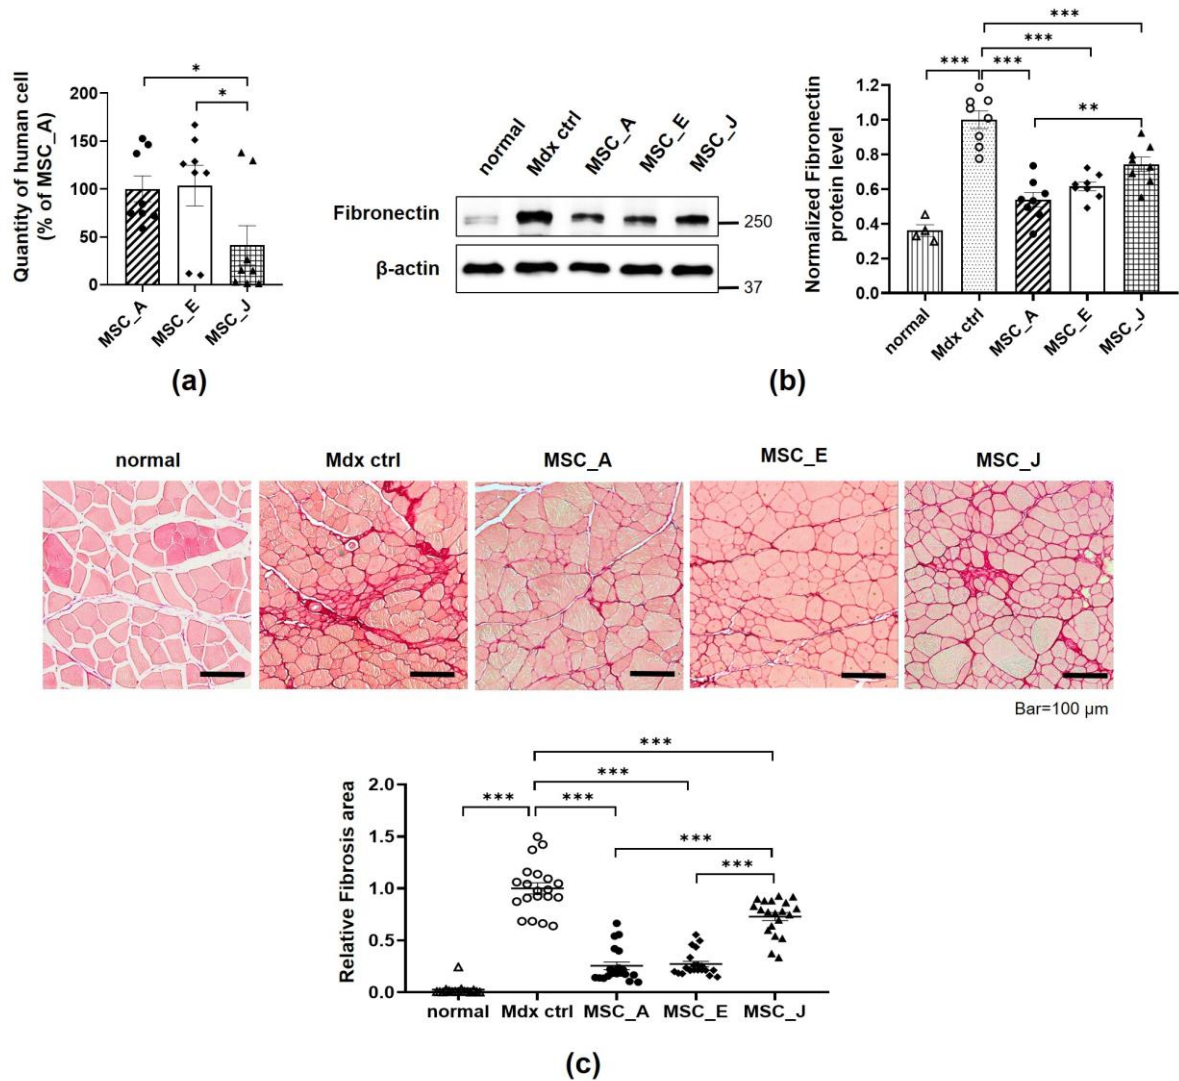 Quantity of human cell
(% of MSC_A)
200
150
100
50
0
*
*
MSC_A
MSC_E
MSC_J
(a)
normal
Mdx ctrl
MSC_A
MSC_E
MSC_J
Fibronectin
250
β-actin
37
Normalized Fibronectin
protein level
1.2
1.0
0.8
0.6
0.4
0.2
0.0
***
***
***
***
**
normal
Mdx ctrl
MSC_A
MSC_E
MSC_J
(b)
normal
Mdx ctrl
MSC_A
MSC_E
MSC_J
Bar=100 μm
Relative Fibrosis area
2.0
1.5
1.0
0.5
0.0
***
***
***
***
***
***
normal
Mdx ctrl
MSC_A
MSC_E
MSC_J
(c)